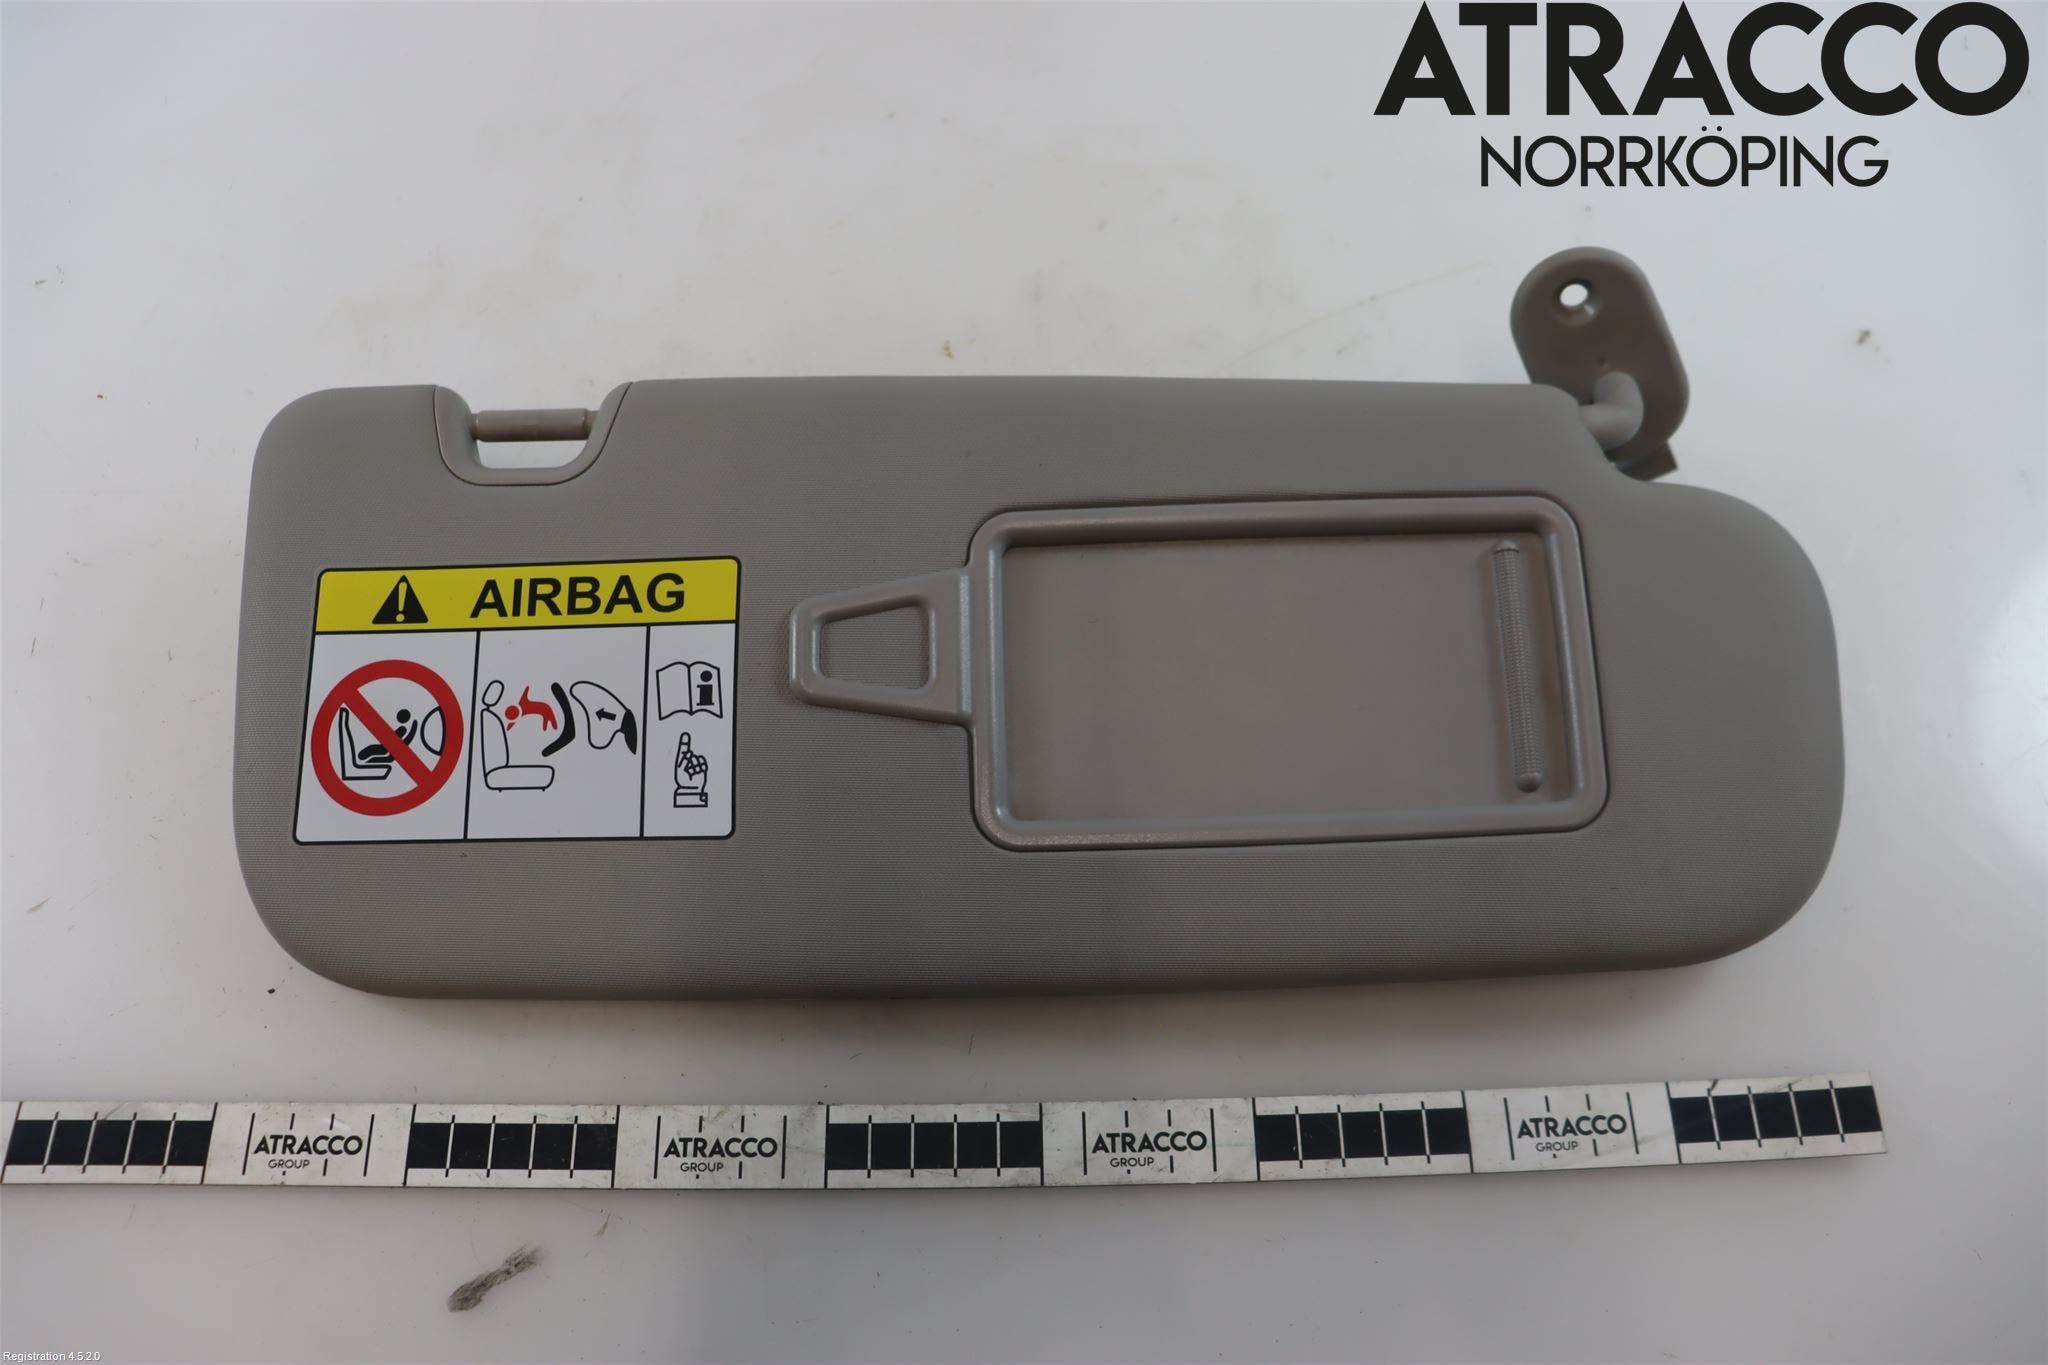 ATRACCO
NORRKÖPING
AIRBAG
ATRACCO
GROUP
ATRACCO
GROUP
ATRACCO
GROUP
ATRACCO
GROUP
Registration 4.5.2.0